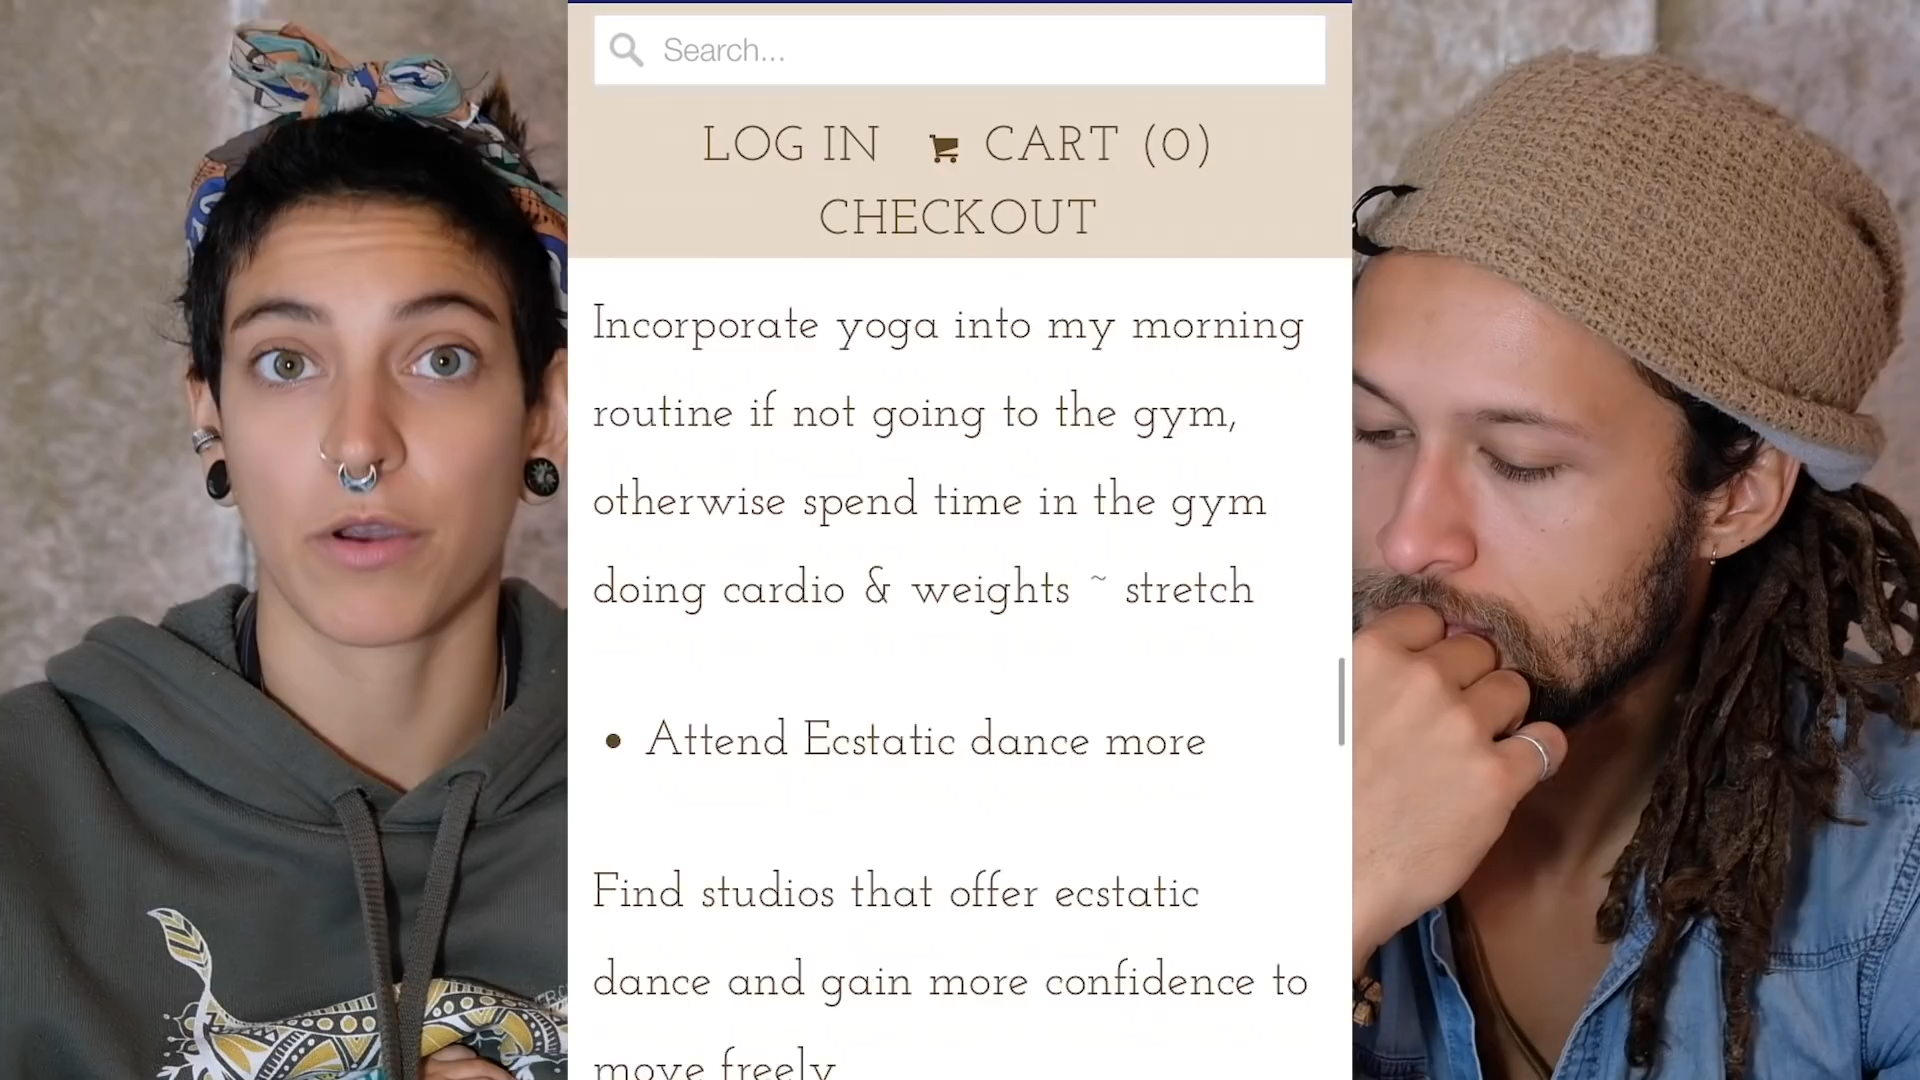 Search...
LOG IN CART (0)
CHECKOUT
Incorporate yoga into my morning
routine if not going to the gym,
otherwise spend time in the gym
doing cardio & weights ~ stretch
• Attend Ecstatic dance more
Find studios that offer ecstatic
dance and gain more confidence to
move freely